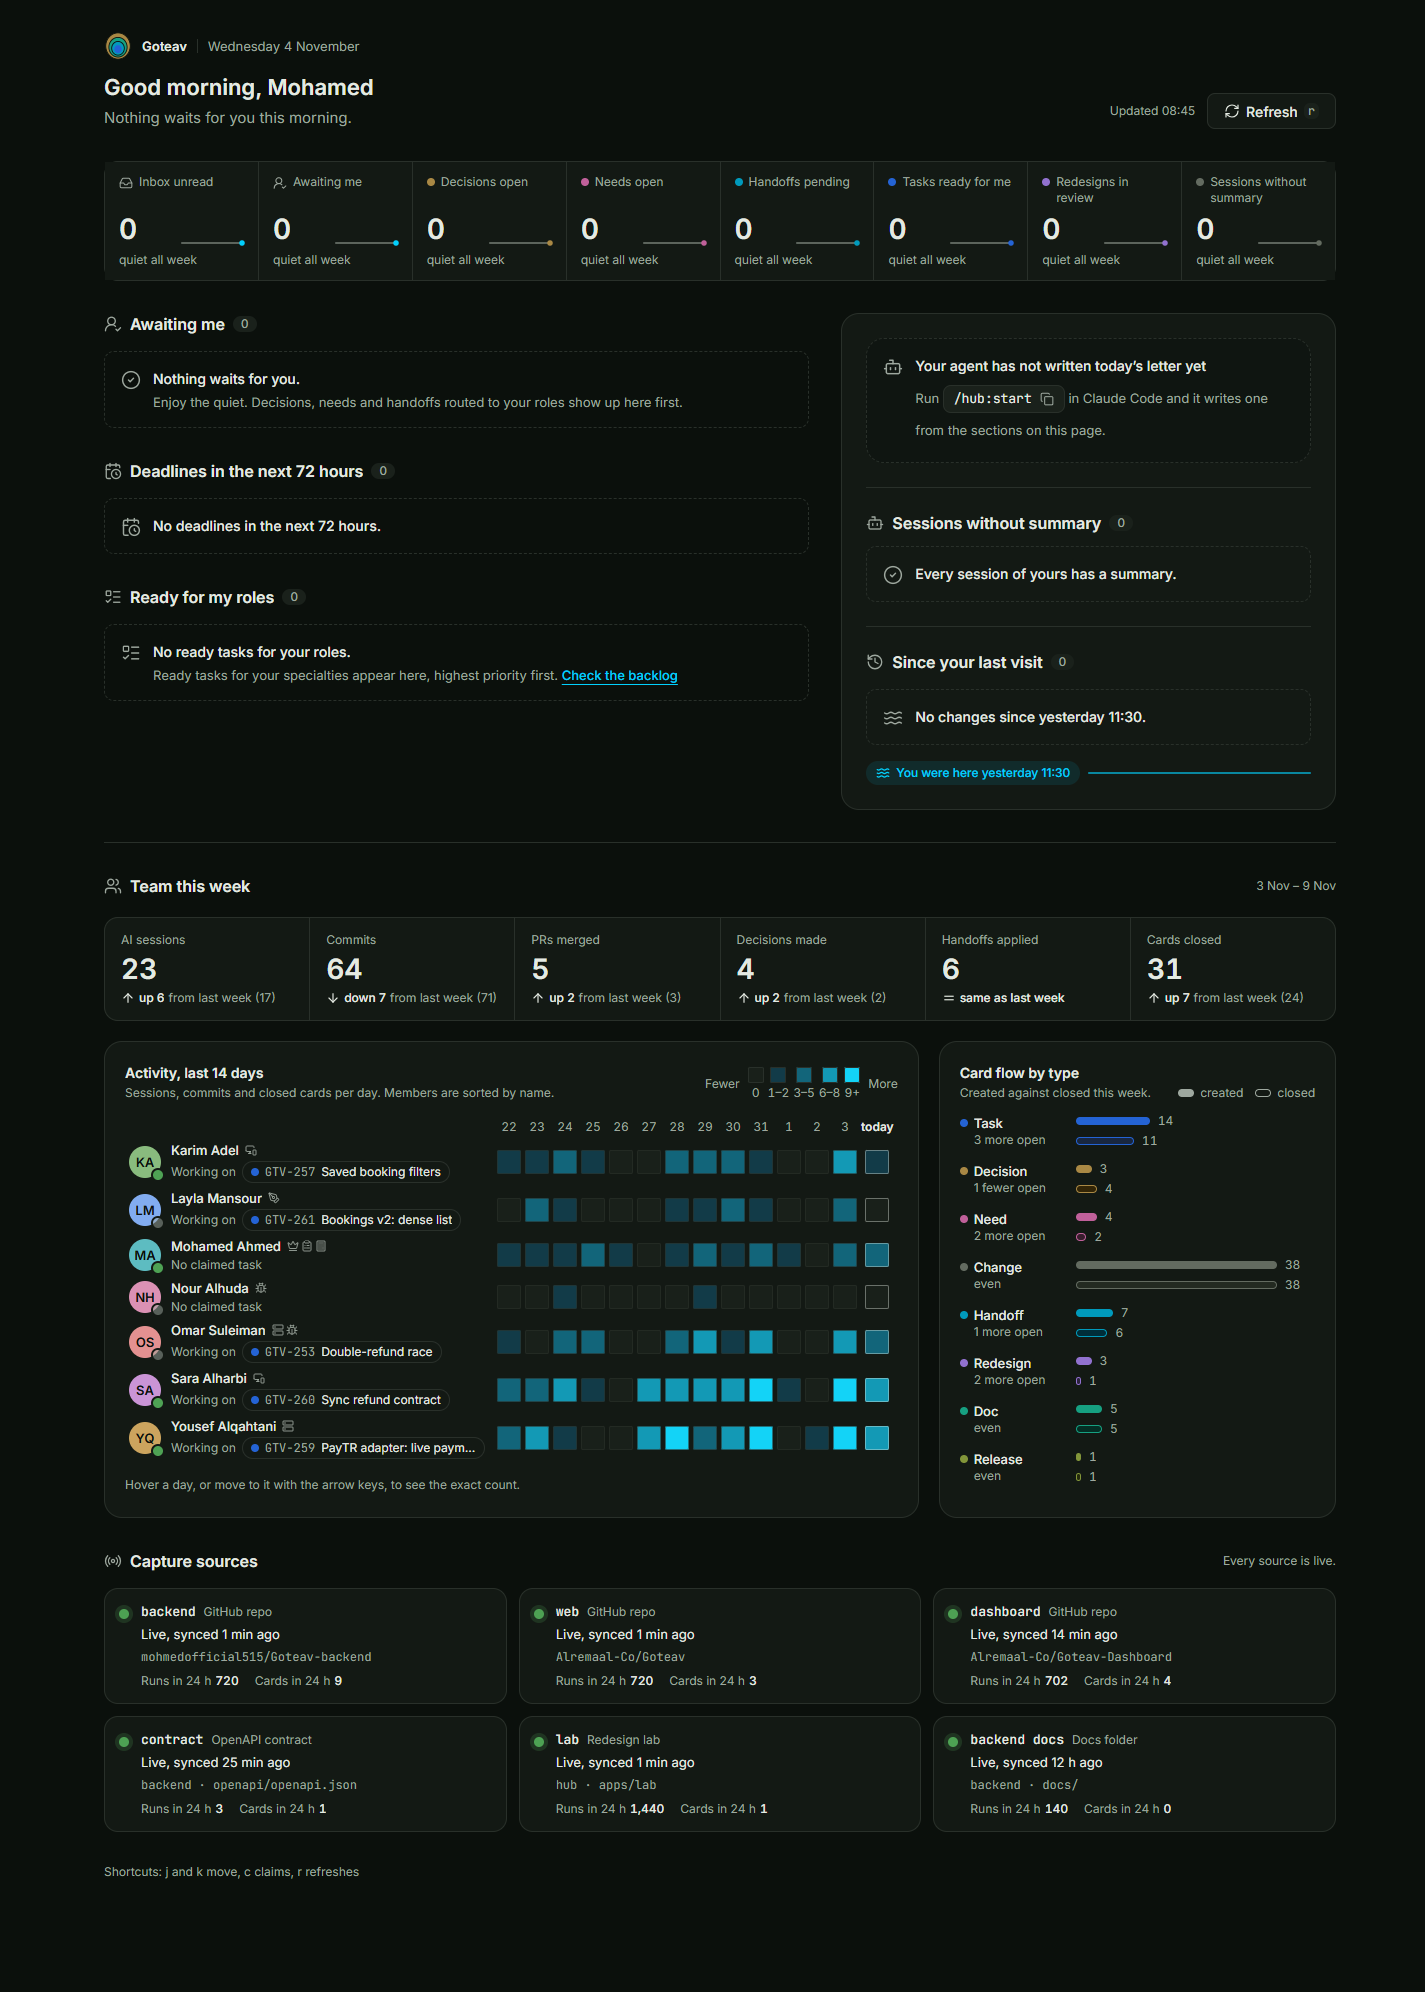 Goteav
Wednesday 4 November
Good morning, Mohamed
Nothing waits for you this morning.
Updated 08:45
Refresh r
Inbox unread
0
quiet all week
Awaiting me
0
quiet all week
Decisions open
0
quiet all week
Needs open
0
quiet all week
Handoffs pending
0
quiet all week
Tasks ready for me
0
quiet all week
Redesigns in
review
0
quiet all week
Sessions without
summary
0
quiet all week
Awaiting me 0
Nothing waits for you.
Enjoy the quiet. Decisions, needs and handoffs routed to your roles show up here first.
Deadlines in the next 72 hours 0
No deadlines in the next 72 hours.
Ready for my roles 0
No ready tasks for your roles.
Ready tasks for your specialties appear here, highest priority first. Check the backlog
Your agent has not written today's letter yet
Run /hub:start in Claude Code and it writes one
from the sections on this page.
Sessions without summary 0
Every session of yours has a summary.
Since your last visit 0
No changes since yesterday 11:30.
You were here yesterday 11:30
Team this week
3 Nov – 9 Nov
AI sessions
23
up 6 from last week (17)
Commits
64
down 7 from last week (71)
PRs merged
5
up 2 from last week (3)
Decisions made
4
up 2 from last week (2)
Handoffs applied
6
same as last week
Cards closed
31
up 7 from last week (24)
Activity, last 14 days
Sessions, commits and closed cards per day. Members are sorted by name.
Fewer
0 1–2 3–5 6–8 9+
More
22 23 24 25 26 27 28 29 30 31 1 2 3 today
KA
Karim Adel
Working on GTV-257 Saved booking filters
LM
Layla Mansour
Working on GTV-261 Bookings v2: dense list
MA
Mohamed Ahmed
No claimed task
NH
Nour Alhuda
No claimed task
OS
Omar Suleiman
Working on GTV-253 Double-refund race
SA
Sara Alharbi
Working on GTV-260 Sync refund contract
YQ
Yousef Alqahtani
Working on GTV-259 PayTR adapter: live paym...
Hover a day, or move to it with the arrow keys, to see the exact count.
Card flow by type
Created against closed this week.
created closed
Task
3 more open
14
11
Decision
1 fewer open
3
4
Need
2 more open
4
2
Change
even
38
38
Handoff
1 more open
7
6
Redesign
2 more open
3
1
Doc
even
5
5
Release
even
1
1
Capture sources
Every source is live.
backend GitHub repo
Live, synced 1 min ago
mohmedofficial515/Goteav-backend
Runs in 24 h 720 Cards in 24 h 9
web GitHub repo
Live, synced 1 min ago
Alremaal-Co/Goteav
Runs in 24 h 720 Cards in 24 h 3
dashboard GitHub repo
Live, synced 14 min ago
Alremaal-Co/Goteav-Dashboard
Runs in 24 h 702 Cards in 24 h 4
contract OpenAPI contract
Live, synced 25 min ago
backend · openapi/openapi.json
Runs in 24 h 3 Cards in 24 h 1
lab Redesign lab
Live, synced 1 min ago
hub · apps/lab
Runs in 24 h 1,440 Cards in 24 h 1
backend docs Docs folder
Live, synced 12 h ago
backend · docs/
Runs in 24 h 140 Cards in 24 h 0
Shortcuts: j and k move, c claims, r refreshes